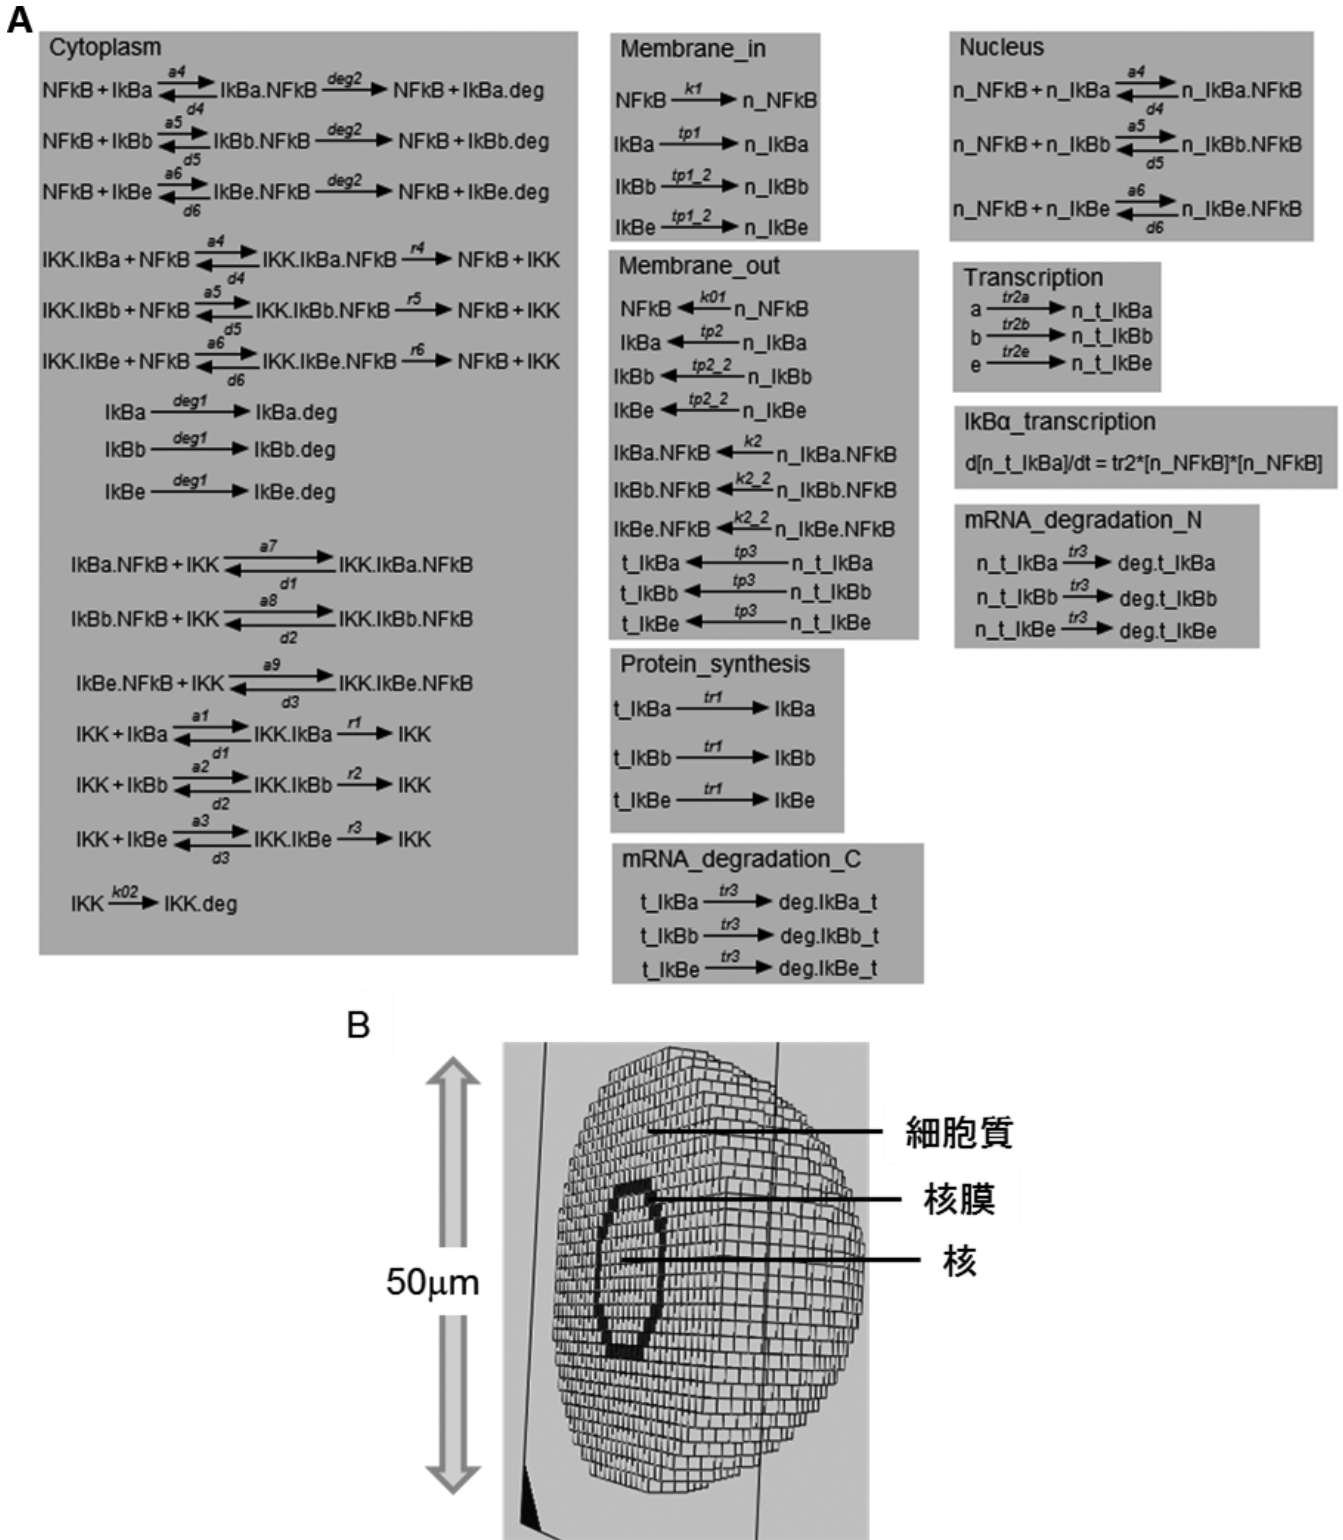 A
Cytoplasm
NFkB + IkBa a4 d4 IkBa.NFkB deg2 NFkB + IkBa.deg
NFkB + IkBb a5 d5 IkBb.NFkB deg2 NFkB + IkBb.deg
NFkB + IkBe a6 d6 IkBe.NFkB deg2 NFkB + IkBe.deg
IKK.IkBa + NFkB a4 d4 IKK.IkBa.NFkB r4 NFkB + IKK
IKK.IkBb + NFkB a5 d5 IKK.IkBb.NFkB r5 NFkB + IKK
IKK.IkBe + NFkB a6 d6 IKK.IkBe.NFkB r6 NFkB + IKK
IkBa deg1 IkBa.deg
IkBb deg1 IkBb.deg
IkBe deg1 IkBe.deg
IkBa.NFkB + IKK a7 d1 IKK.IkBa.NFkB
IkBb.NFkB + IKK a8 d2 IKK.IkBb.NFkB
IkBe.NFkB + IKK a9 d3 IKK.IkBe.NFkB
IKK + IkBa a1 d1 IKK.IkBa r1 IKK
IKK + IkBb a2 d2 IKK.IkBb r2 IKK
IKK + IkBe a3 d3 IKK.IkBe r3 IKK
IKK k02 IKK.deg
Membrane_in
NFkB k1 n_NFkB
IkBa tp1 n_IkBa
IkBb tp1_2 n_IkBb
IkBe tp1_2 n_IkBe
Membrane_out
NFkB k01 n_NFkB
IkBa tp2 n_IkBa
IkBb tp2_2 n_IkBb
IkBe tp2_2 n_IkBe
IkBa.NFkB k2 n_IkBa.NFkB
IkBb.NFkB k2_2 n_IkBb.NFkB
IkBe.NFkB k2_2 n_IkBe.NFkB
t_IkBa tp3 n_t_IkBa
t_IkBb tp3 n_t_IkBb
t_IkBe tp3 n_t_IkBe
Protein_synthesis
t_IkBa tr1 IkBa
t_IkBb tr1 IkBb
t_IkBe tr1 IkBe
mRNA_degradation_C
t_IkBa tr3 deg.IkBa_t
t_IkBb tr3 deg.IkBb_t
t_IkBe tr3 deg.IkBe_t
Nucleus
n_NFkB + n_IkBa a4 d4 n_IkBa.NFkB
n_NFkB + n_IkBb a5 d5 n_IkBb.NFkB
n_NFkB + n_IkBe a6 d6 n_IkBe.NFkB
Transcription
a tr2a n_t_IkBa
b tr2b n_t_IkBb
e tr2e n_t_IkBe
IkBα_transcription
d[n_t_IkBa]/dt = tr2*[n_NFkB]*[n_NFkB]
mRNA_degradation_N
n_t_IkBa tr3 deg.t_IkBa
n_t_IkBb tr3 deg.t_IkBb
n_t_IkBe tr3 deg.t_IkBe
B
50μm
細胞質
核膜
核